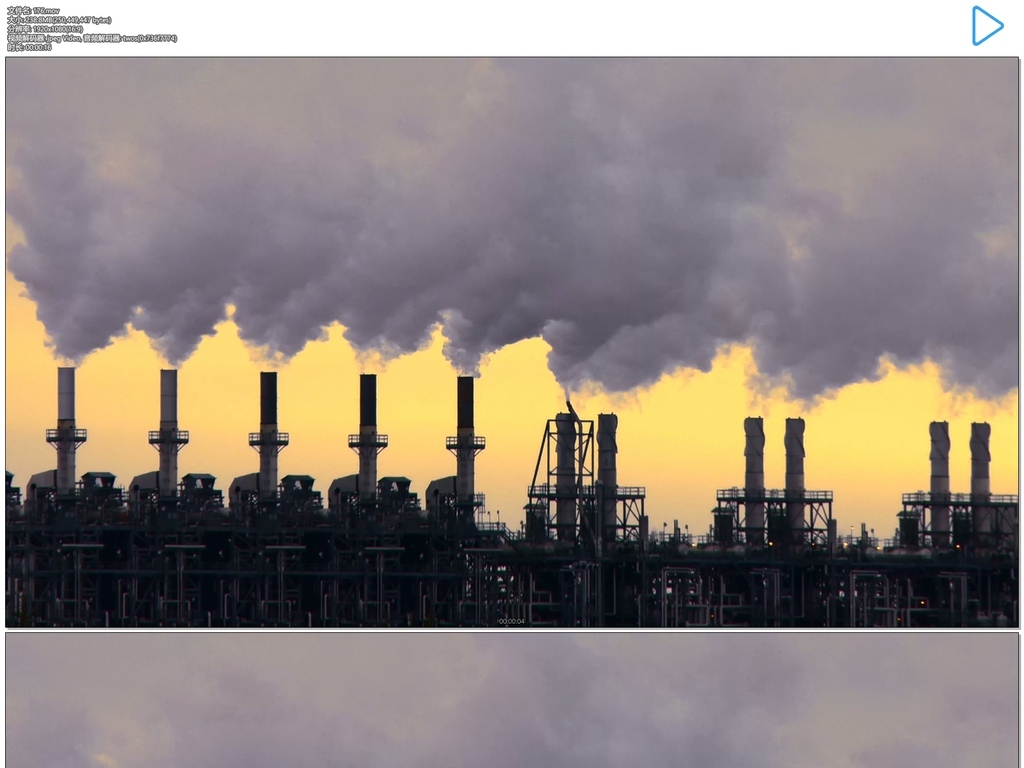 文件名: 176.mov
大小: 238.8MB(250,449,447 bytes)
分辨率: 1920x1080(16:9)
视频解码器: jpeg Video, 音频解码器: twos(0x736f7774)
时长: 00:00:16
00:00:04